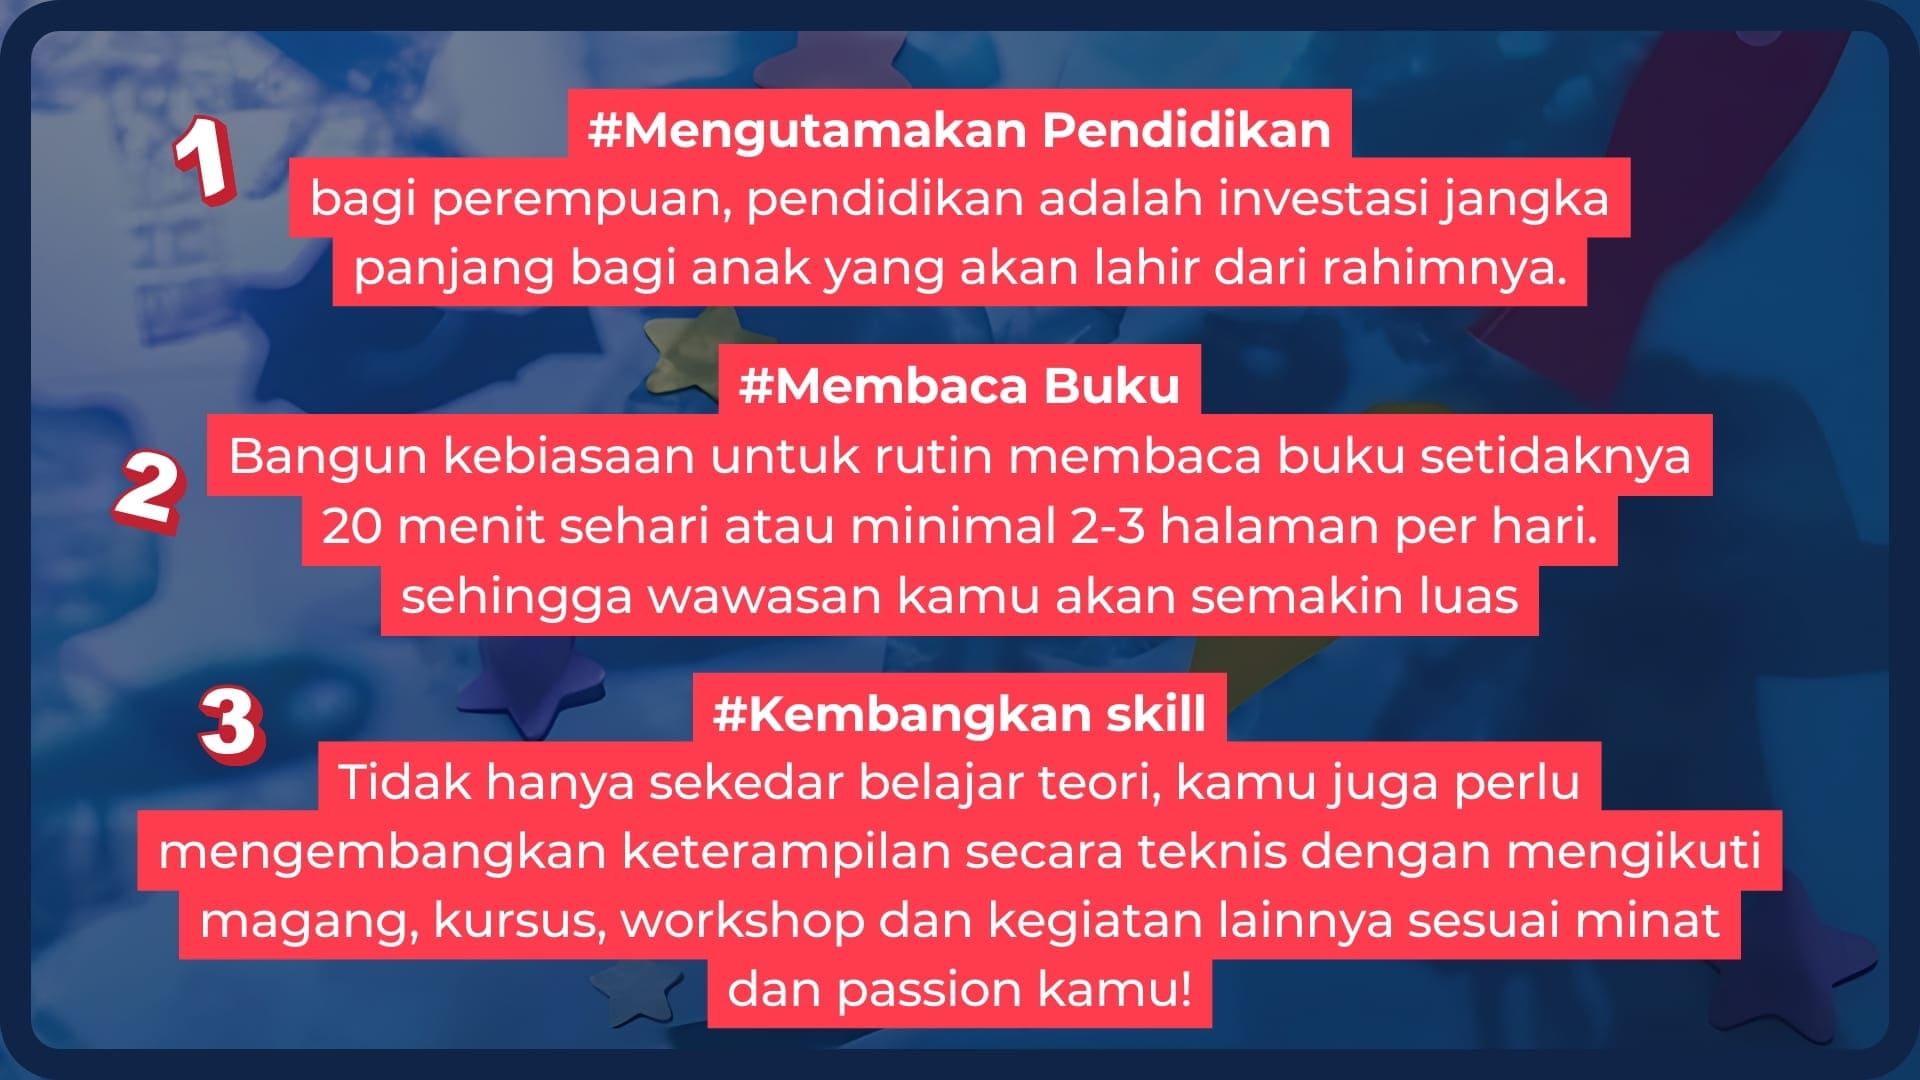 1
#Mengutamakan Pendidikan
bagi perempuan, pendidikan adalah investasi jangka
panjang bagi anak yang akan lahir dari rahimnya.
2
#Membaca Buku
Bangun kebiasaan untuk rutin membaca buku setidaknya
20 menit sehari atau minimal 2-3 halaman per hari.
sehingga wawasan kamu akan semakin luas
3
#Kembangkan skill
Tidak hanya sekedar belajar teori, kamu juga perlu
mengembangkan keterampilan secara teknis dengan mengikuti
magang, kursus, workshop dan kegiatan lainnya sesuai minat
dan passion kamu!